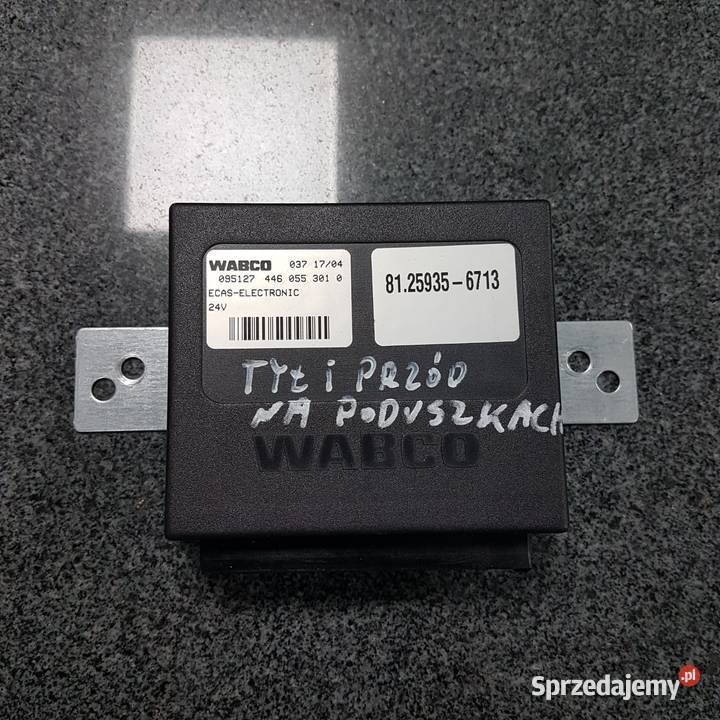 WABCO 037 17/04
095127 446 055 301 0
ECAS-ELECTRONIC
24V
81.25935-6713
TYŁ i PRZÓD
NA PODUSZKACH
WABCO
Sprzedajemy.pl